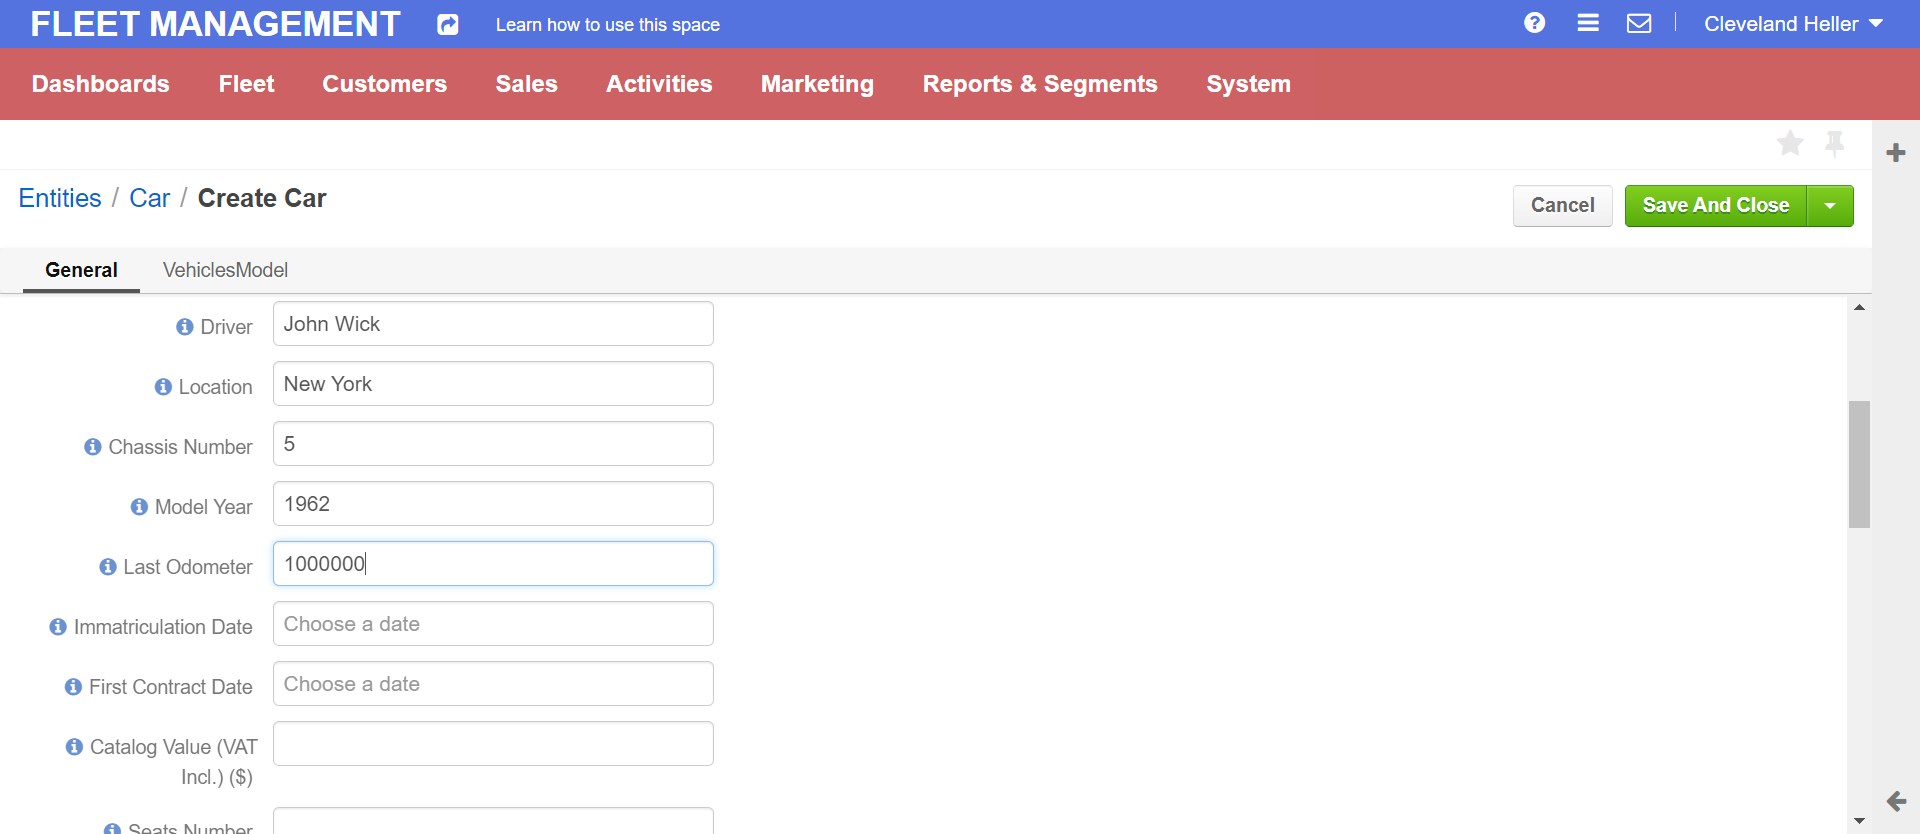 FLEET MANAGEMENT
Learn how to use this space
Cleveland Heller
Dashboards Fleet Customers Sales Activities Marketing Reports & Segments System
Entities / Car / Create Car
Cancel
Save And Close
General VehiclesModel
Driver John Wick
Location New York
Chassis Number 5
Model Year 1962
Last Odometer 1000000
Immatriculation Date Choose a date
First Contract Date Choose a date
Catalog Value (VAT
Incl.) ($)
Seats Number